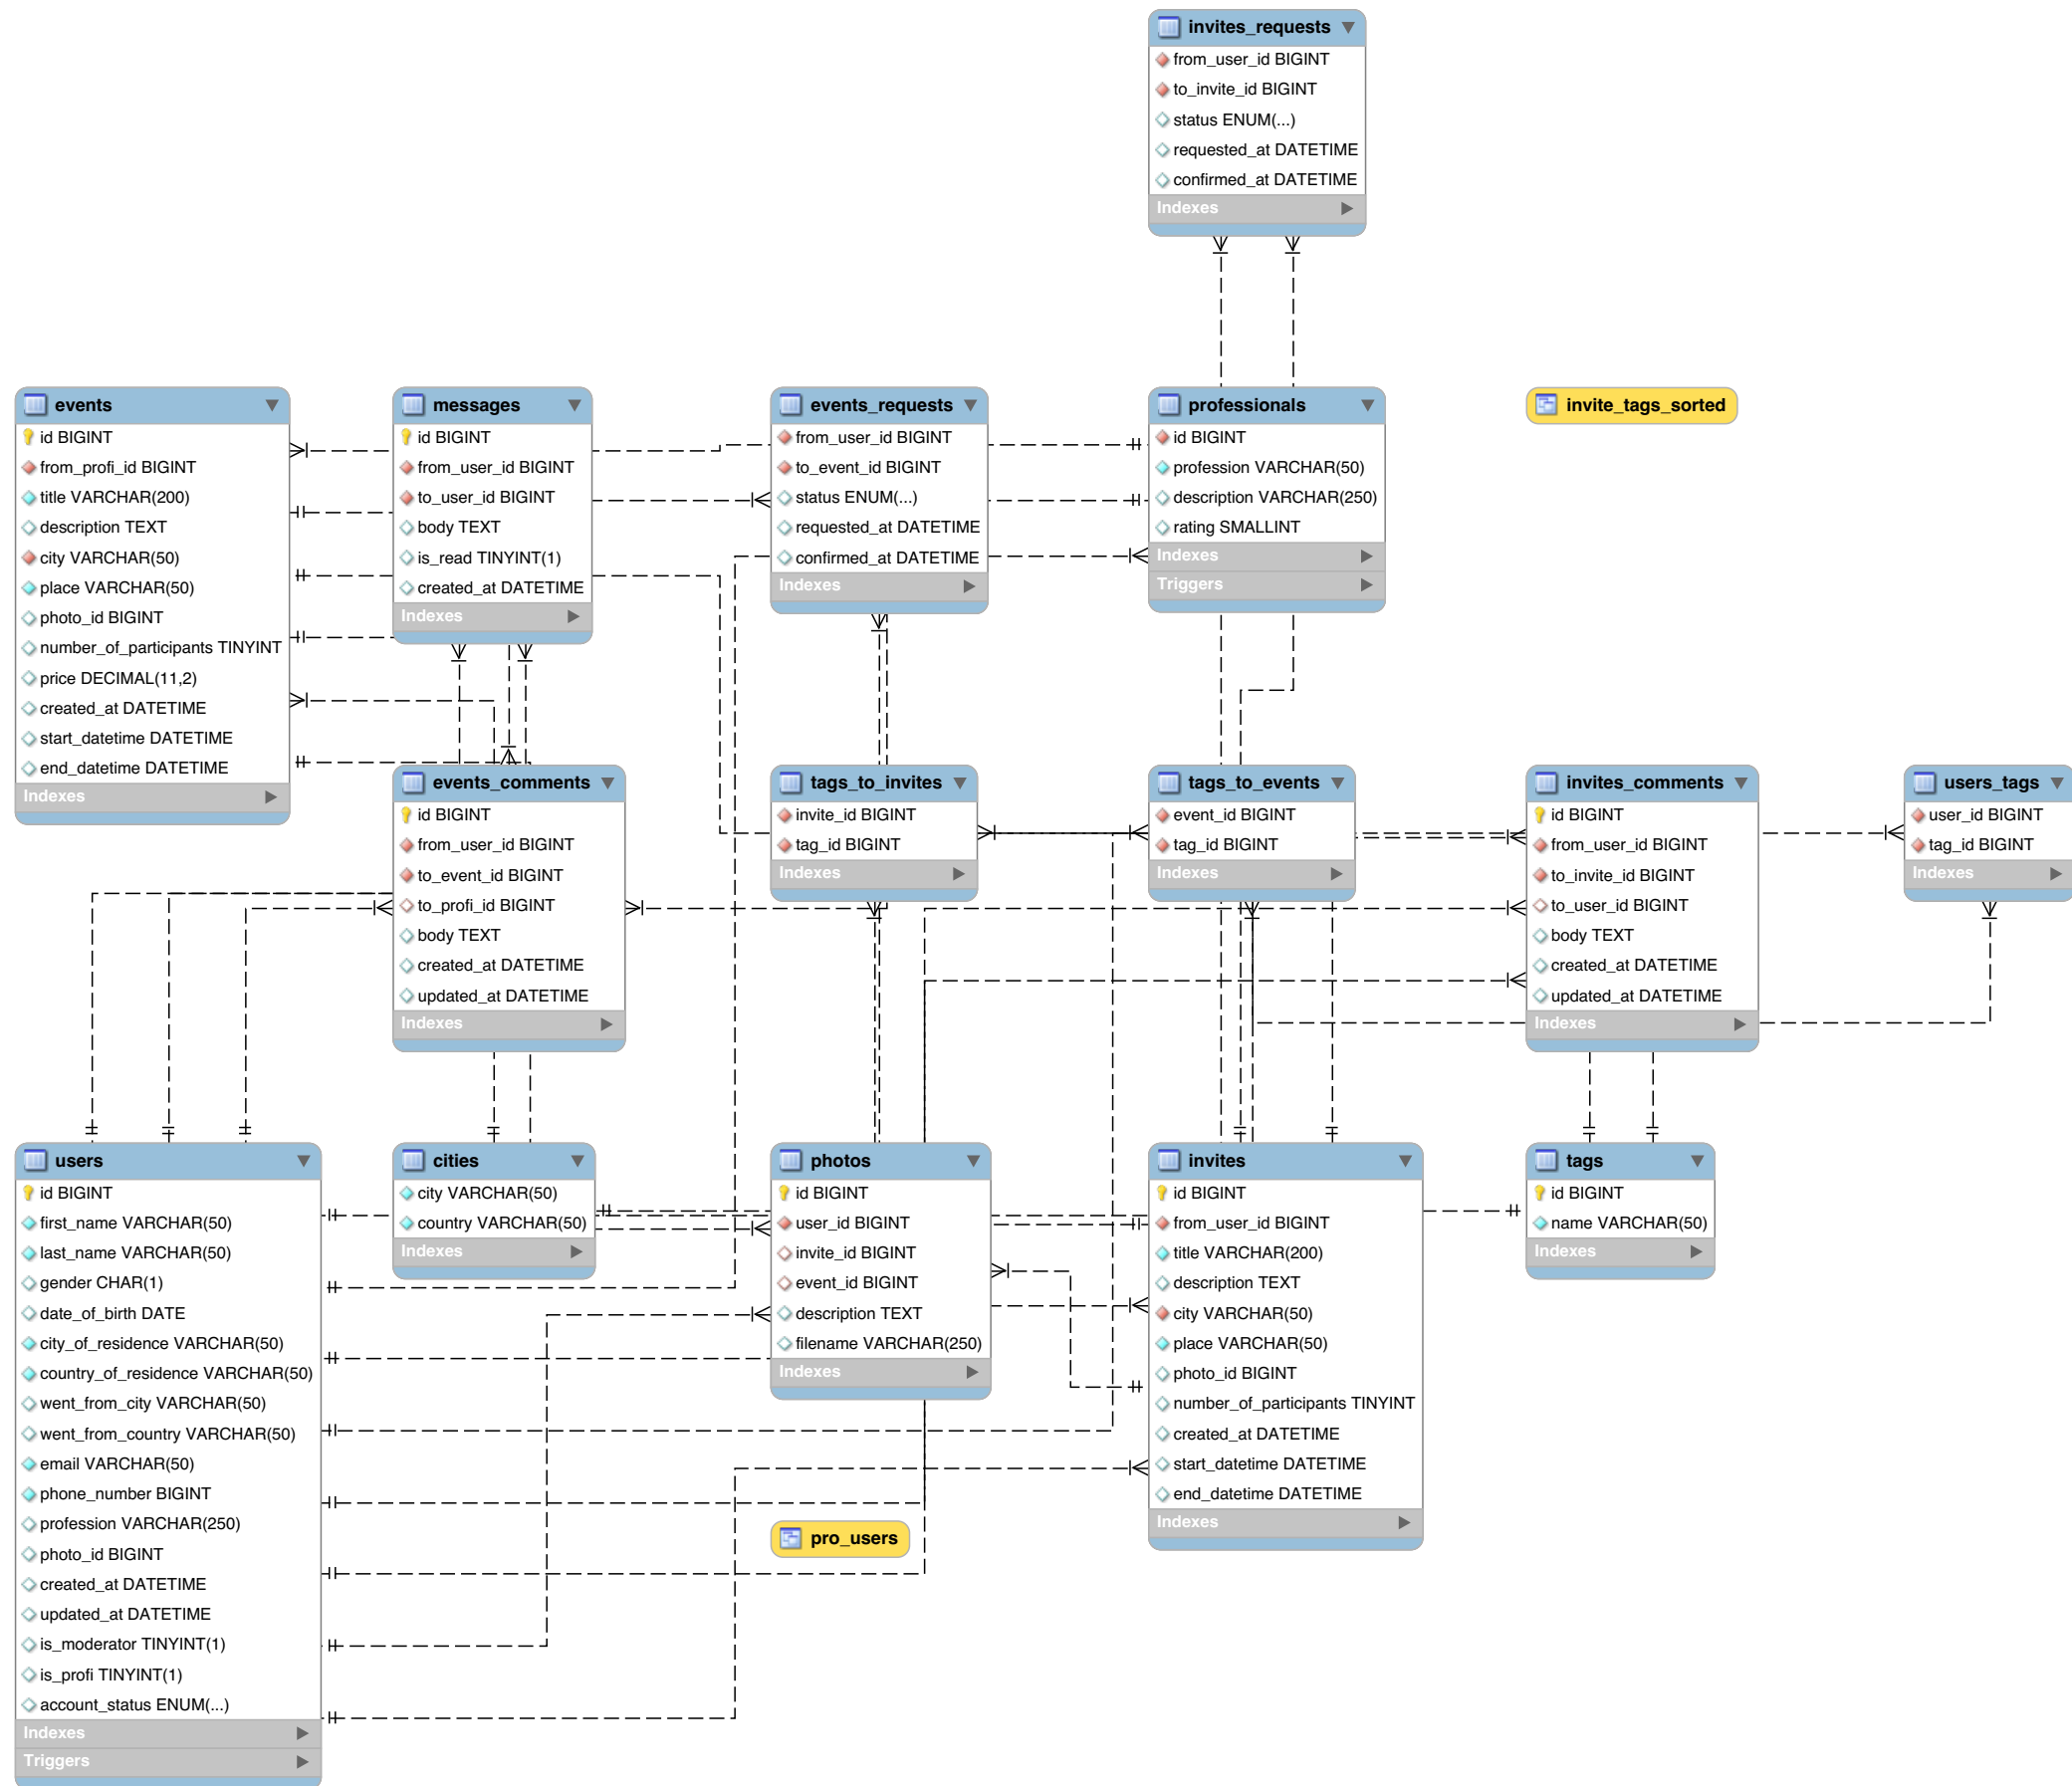 invites_requests
from_user_id BIGINT
to_invite_id BIGINT
status ENUM(...)
requested_at DATETIME
confirmed_at DATETIME
Indexes
events
id BIGINT
from_profi_id BIGINT
title VARCHAR(200)
description TEXT
city VARCHAR(50)
place VARCHAR(50)
photo_id BIGINT
number_of_participants TINYINT
price DECIMAL(11,2)
created_at DATETIME
start_datetime DATETIME
end_datetime DATETIME
Indexes
messages
id BIGINT
from_user_id BIGINT
to_user_id BIGINT
body TEXT
is_read TINYINT(1)
created_at DATETIME
Indexes
events_requests
from_user_id BIGINT
to_event_id BIGINT
status ENUM(...)
requested_at DATETIME
confirmed_at DATETIME
Indexes
professionals
id BIGINT
profession VARCHAR(50)
description VARCHAR(250)
rating SMALLINT
Indexes
Triggers
invite_tags_sorted
events_comments
id BIGINT
from_user_id BIGINT
to_event_id BIGINT
to_profi_id BIGINT
body TEXT
created_at DATETIME
updated_at DATETIME
Indexes
tags_to_invites
invite_id BIGINT
tag_id BIGINT
Indexes
tags_to_events
event_id BIGINT
tag_id BIGINT
Indexes
invites_comments
id BIGINT
from_user_id BIGINT
to_invite_id BIGINT
to_user_id BIGINT
body TEXT
created_at DATETIME
updated_at DATETIME
Indexes
users_tags
user_id BIGINT
tag_id BIGINT
Indexes
users
id BIGINT
first_name VARCHAR(50)
last_name VARCHAR(50)
gender CHAR(1)
date_of_birth DATE
city_of_residence VARCHAR(50)
country_of_residence VARCHAR(50)
went_from_city VARCHAR(50)
went_from_country VARCHAR(50)
email VARCHAR(50)
phone_number BIGINT
profession VARCHAR(250)
photo_id BIGINT
created_at DATETIME
updated_at DATETIME
is_moderator TINYINT(1)
is_profi TINYINT(1)
account_status ENUM(...)
Indexes
Triggers
cities
city VARCHAR(50)
country VARCHAR(50)
Indexes
photos
id BIGINT
user_id BIGINT
invite_id BIGINT
event_id BIGINT
description TEXT
filename VARCHAR(250)
Indexes
pro_users
invites
id BIGINT
from_user_id BIGINT
title VARCHAR(200)
description TEXT
city VARCHAR(50)
place VARCHAR(50)
photo_id BIGINT
number_of_participants TINYINT
created_at DATETIME
start_datetime DATETIME
end_datetime DATETIME
Indexes
tags
id BIGINT
name VARCHAR(50)
Indexes